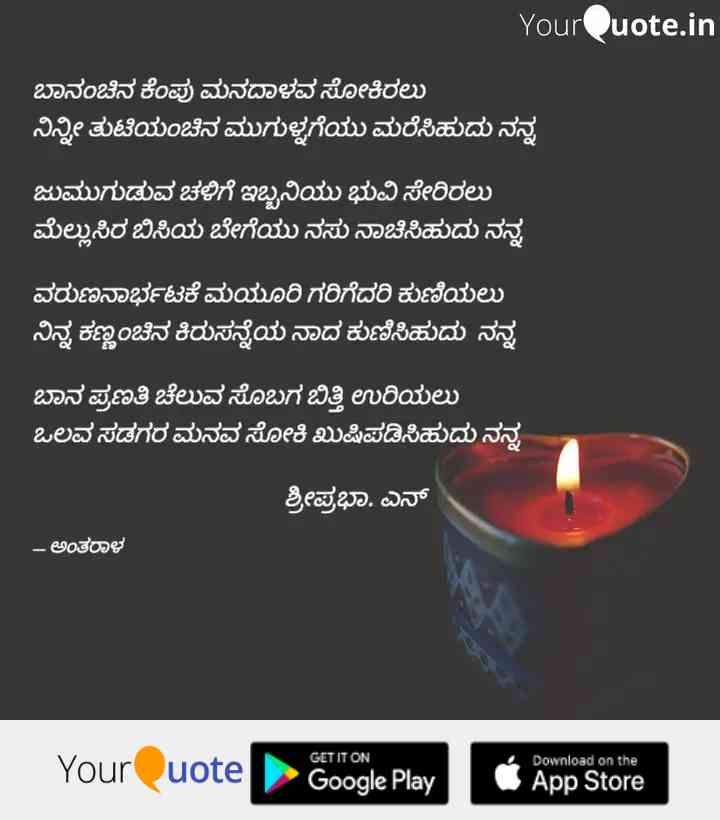 YourQuote.in
ಬಾನಂಚಿನ ಕೆಂಪು ಮನದಾಳವ ಸೋಕಿರಲು
ನಿನ್ನೀ ತುಟಿಯಂಚಿನ ಮುಗುಳ್ನಗೆಯು ಮರೆಸಿಹುದು ನನ್ನ
ಜುಮುಗುಡುವ ಚಳಿಗೆ ಇಬ್ಬನಿಯು ಭುವಿ ಸೇರಿರಲು
ಮೆಲ್ಲುಸಿರ ಬಿಸಿಯ ಬೇಗೆಯು ನಸು ನಾಚಿಸಿಹುದು ನನ್ನ
ವರುಣನಾರ್ಭಟಕೆ ಮಯೂರಿ ಗರಿಗೆದರಿ ಕುಣಿಯಲು
ನಿನ್ನ ಕಣ್ಣಂಚಿನ ಕಿರುಸನ್ನೆಯ ನಾದ ಕುಣಿಸಿಹುದು ನನ್ನ
ಬಾನ ಪ್ರಣತಿ ಚೆಲುವ ಸೊಬಗ ಬಿತ್ತಿ ಉರಿಯಲು
ಒಲವ ಸಡಗರ ಮನವ ಸೋಕಿ ಖುಷಿಪಡಿಸಿಹುದು ನನ್ನ
ಶ್ರೀಪ್ರಭಾ. ಎನ್
– ಅಂತರಾಳ
YourQuote
GET IT ON
Google Play
Download on the
App Store